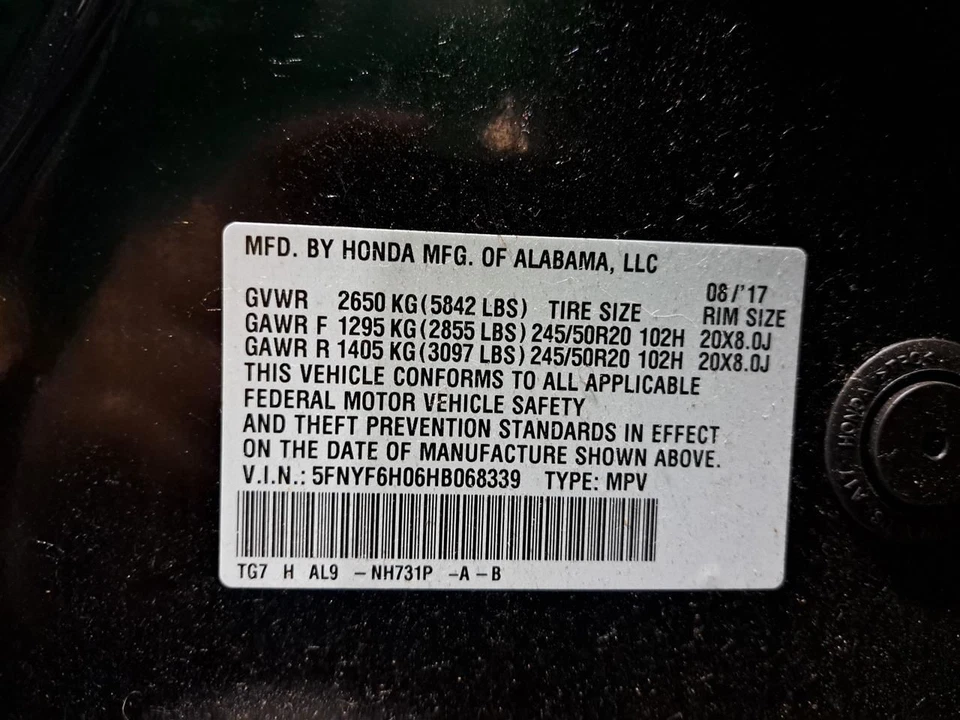 MFD. BY HONDA MFG. OF ALABAMA, LLC
08/'17
GVWR 2650 KG(5842 LBS) TIRE SIZE RIM SIZE
GAWR F 1295 KG(2855 LBS) 245/50R20 102H 20X8.0J
GAWR R 1405 KG(3097 LBS) 245/50R20 102H 20X8.0J
THIS VEHICLE CONFORMS TO ALL APPLICABLE
FEDERAL MOTOR VEHICLE SAFETY
AND THEFT PREVENTION STANDARDS IN EFFECT
ON THE DATE OF MANUFACTURE SHOWN ABOVE.
V.I.N.: 5FNYF6H06HB068339 TYPE: MPV
TG7 H AL9 -NH731P -A-B
HONDA